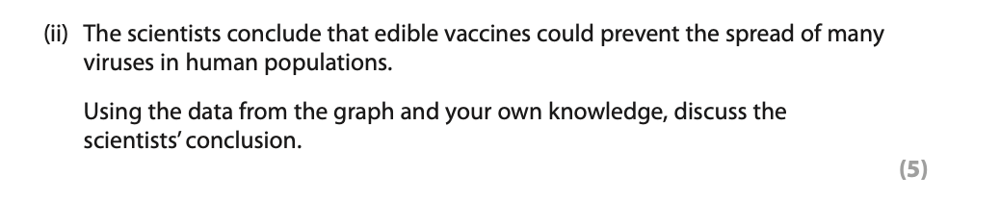 (ii) The scientists conclude that edible vaccines could prevent the spread of many
viruses in human populations.
Using the data from the graph and your own knowledge, discuss the
scientists’ conclusion.
(5)